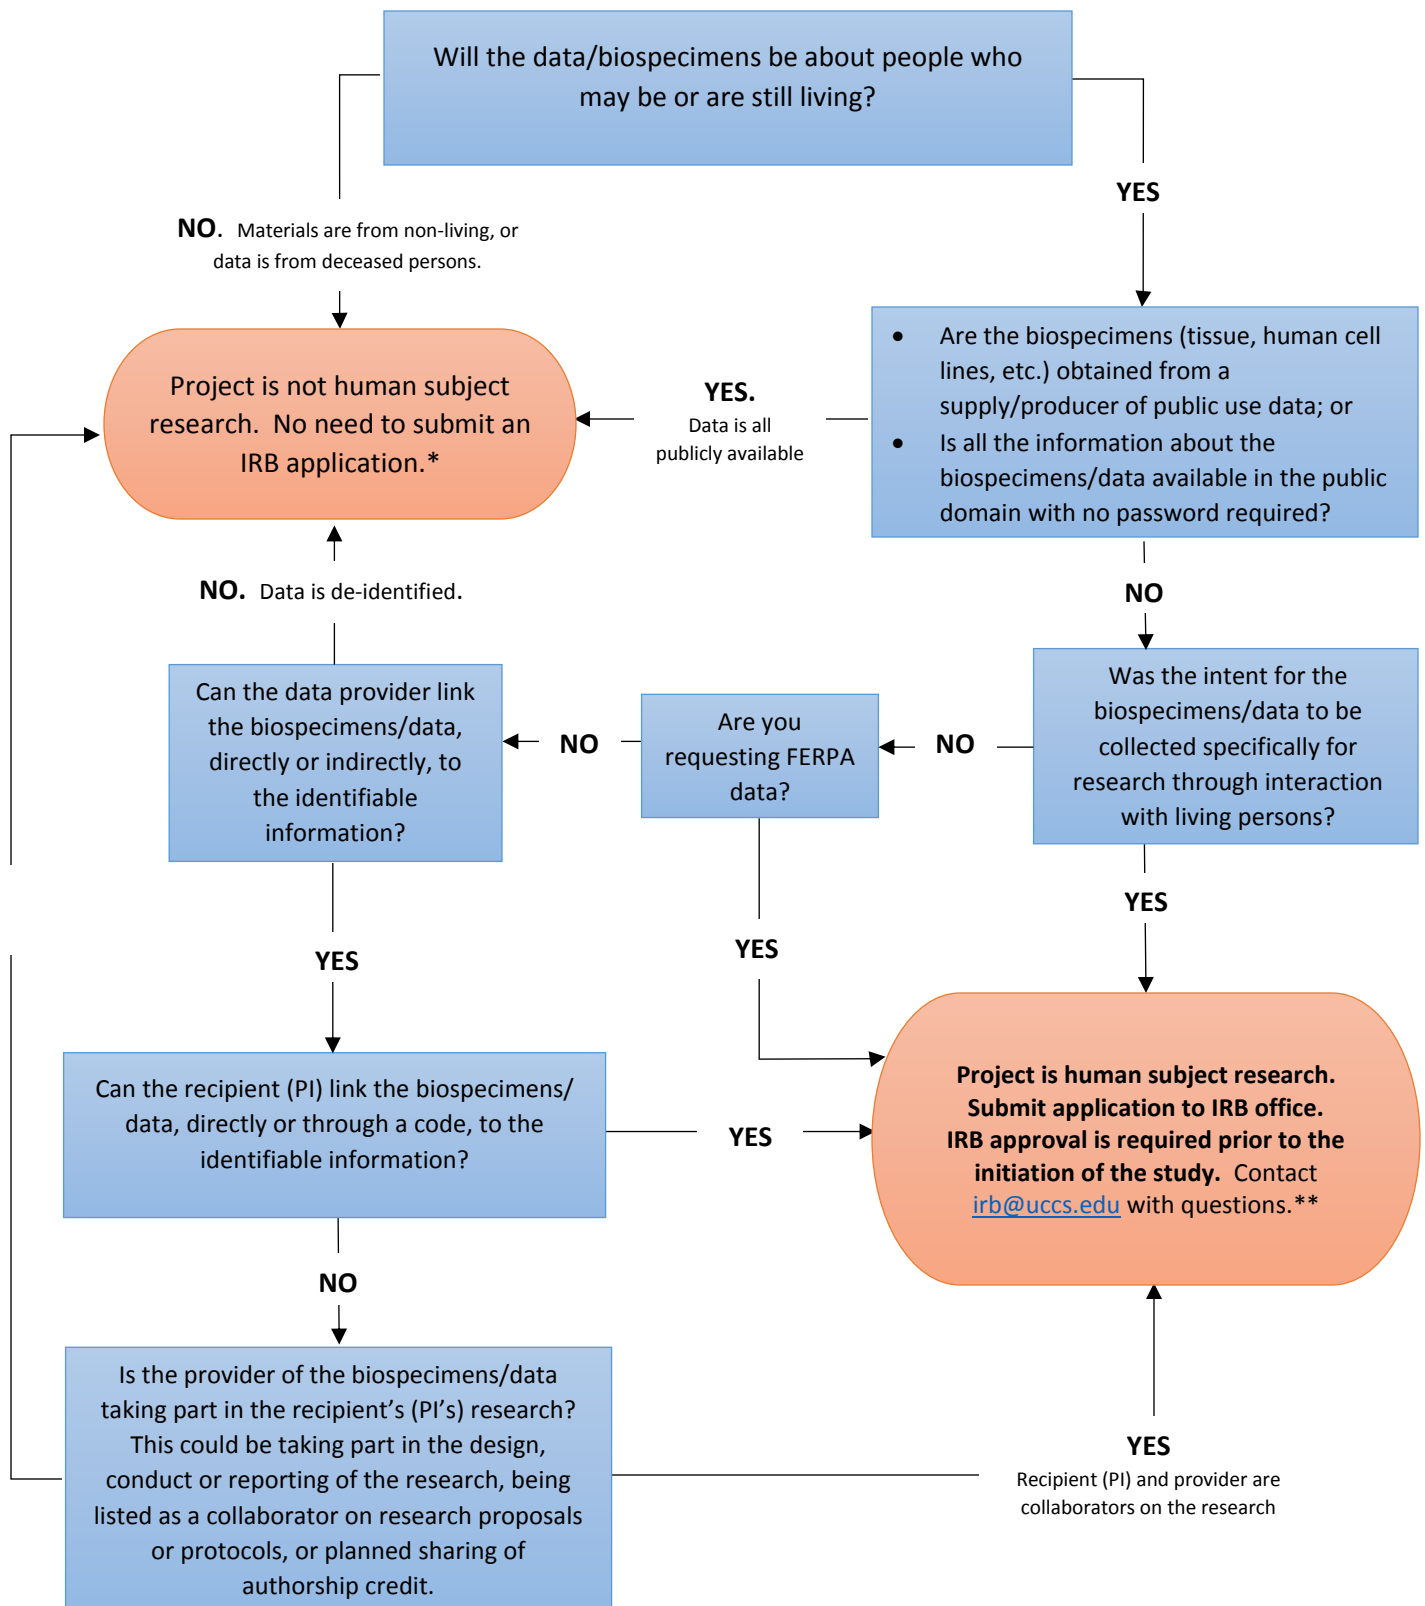 Will the data/biospecimens be about people who
may be or are still living?
YES
NO. Materials are from non-living, or
data is from deceased persons.
Project is not human subject
research. No need to submit an
IRB application.*
YES.
Data is all
publicly available
• Are the biospecimens (tissue, human cell
lines, etc.) obtained from a
supply/producer of public use data; or
• Is all the information about the
biospecimens/data available in the public
domain with no password required?
NO. Data is de-identified.
NO
Can the data provider link
the biospecimens/data,
directly or indirectly, to
the identifiable
information?
NO
Are you
requesting FERPA
data?
NO
Was the intent for the
biospecimens/data to be
collected specifically for
research through interaction
with living persons?
YES
YES
YES
Can the recipient (PI) link the biospecimens/
data, directly or through a code, to the
identifiable information?
YES
Project is human subject research.
Submit application to IRB office.
IRB approval is required prior to the
initiation of the study. Contact
irb@uccs.edu with questions.**
NO
Is the provider of the biospecimens/data
taking part in the recipient’s (PI’s) research?
This could be taking part in the design,
conduct or reporting of the research, being
listed as a collaborator on research proposals
or protocols, or planned sharing of
authorship credit.
YES
Recipient (PI) and provider are
collaborators on the research